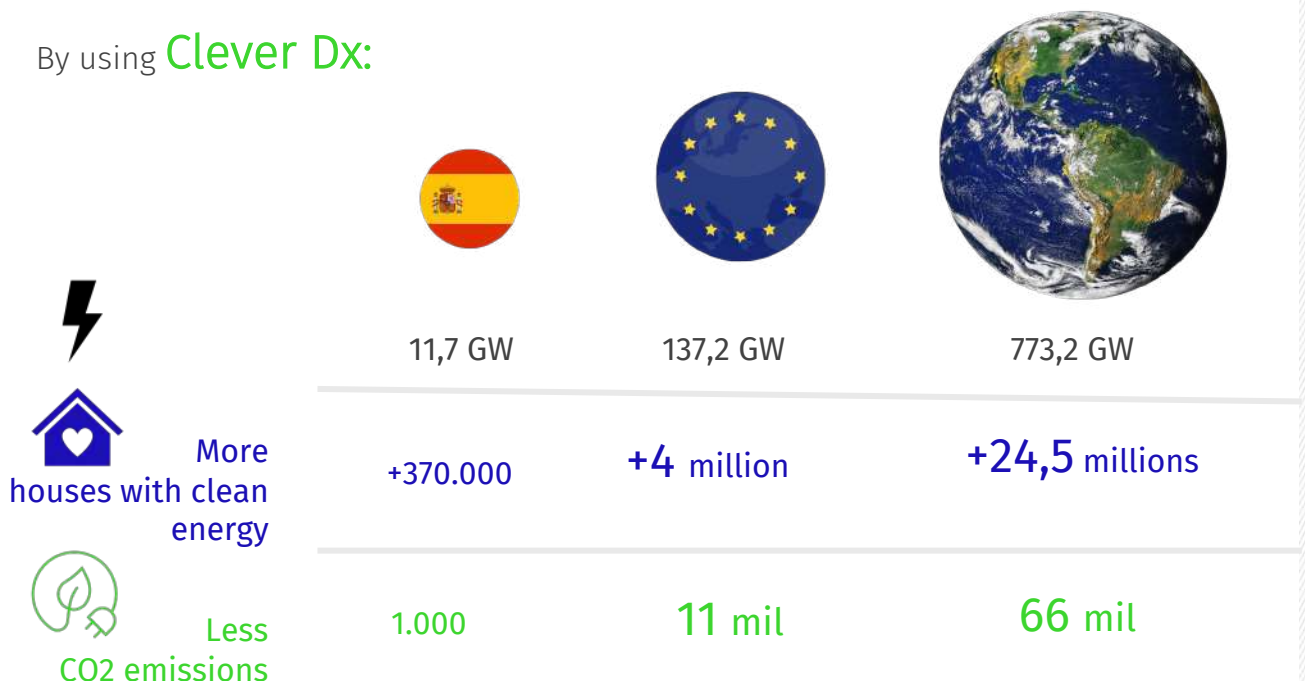 By using Clever Dx:
11,7 GW 137,2 GW 773,2 GW
More
houses with clean
energy
+370.000 +4 million +24,5 millions
Less
CO2 emissions
1.000 11 mil 66 mil